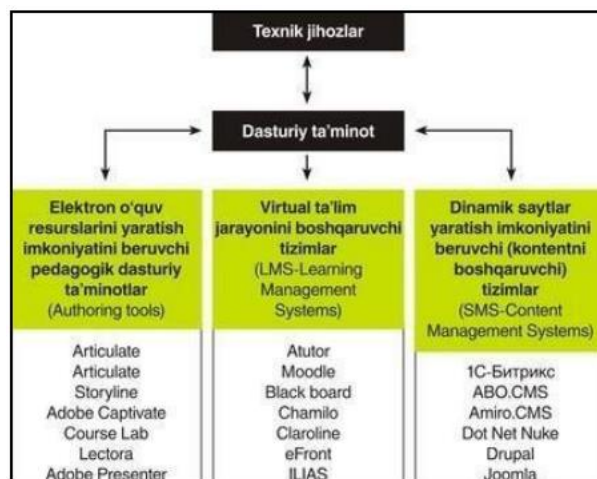 Texnik jihozlar
Dasturiy ta'minot
Elektron o'quv
resurslarini yaratish
imkoniyatini beruvchi
pedagogik dasturiy
ta'minotlar
(Authoring tools)
Articulate
Articulate
Storyline
Adobe Captivate
Course Lab
Lectora
Adobe Presenter
Virtual ta'lim
jarayonini boshqaruvchi
tizimlar
(LMS-Learning
Management
Systems)
Atutor
Moodle
Black board
Chamilo
Claroline
eFront
ILIAS
Dinamik saytlar
yaratish imkoniyatini
beruvchi (kontentni
boshqaruvchi)
tizimlar
(SMS-Content
Management Systems)
1С-Битрикс
ABO.CMS
Amiro.CMS
Dot Net Nuke
Drupal
Joomla